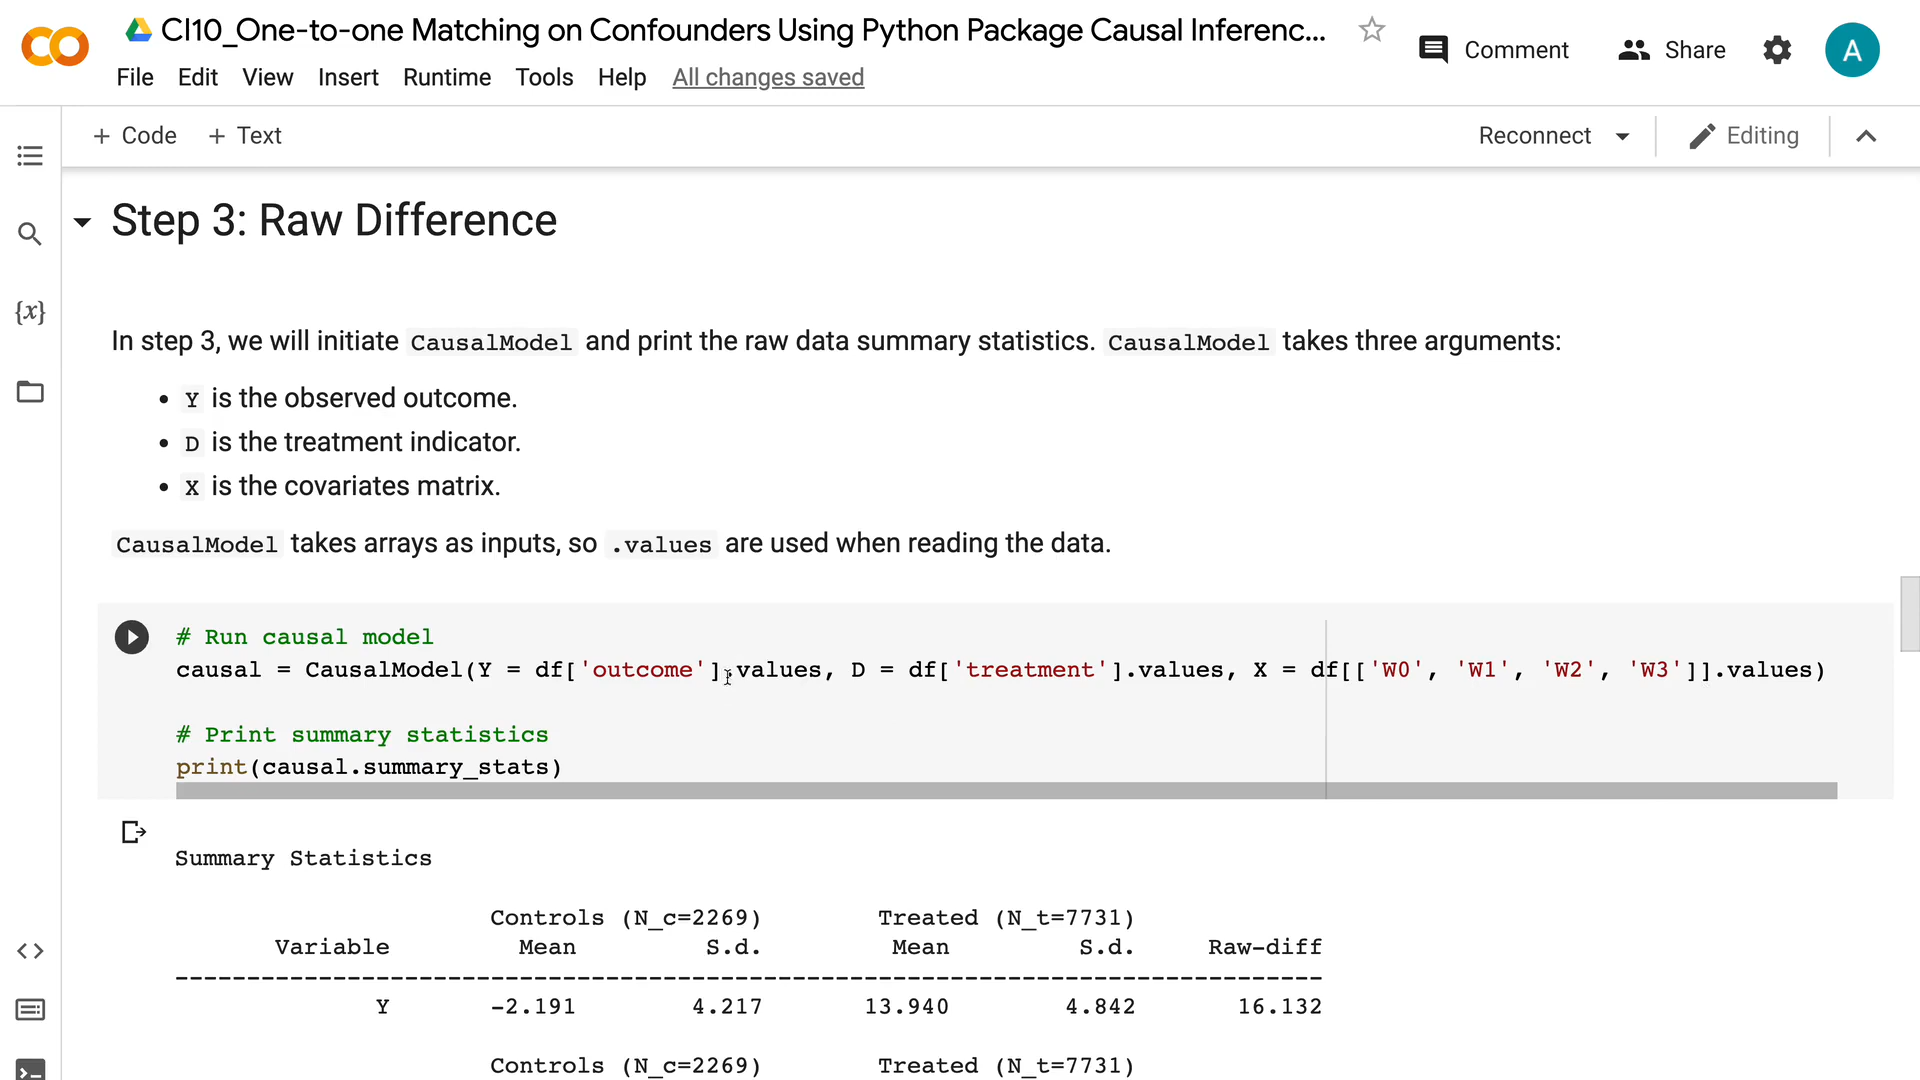 CI10_One-to-one Matching on Confounders Using Python Package Causal Inferenc...
Comment
Share
A
File Edit View Insert Runtime Tools Help All changes saved
+ Code + Text
Reconnect
Editing
Step 3: Raw Difference
{x}
In step 3, we will initiate CausalModel and print the raw data summary statistics. CausalModel takes three arguments:
• Y is the observed outcome.
• D is the treatment indicator.
• X is the covariates matrix.
CausalModel takes arrays as inputs, so .values are used when reading the data.
# Run causal model
causal = CausalModel(Y = df['outcome'].values, D = df['treatment'].values, X = df[['W0', 'W1', 'W2', 'W3']].values)
# Print summary statistics
print(causal.summary_stats)
Summary Statistics
Controls (N_c=2269) Treated (N_t=7731)
Variable Mean S.d. Mean S.d. Raw-diff
--------------------------------------------------------------------------------
Y -2.191 4.217 13.940 4.842 16.132
Controls (N_c=2269) Treated (N_t=7731)